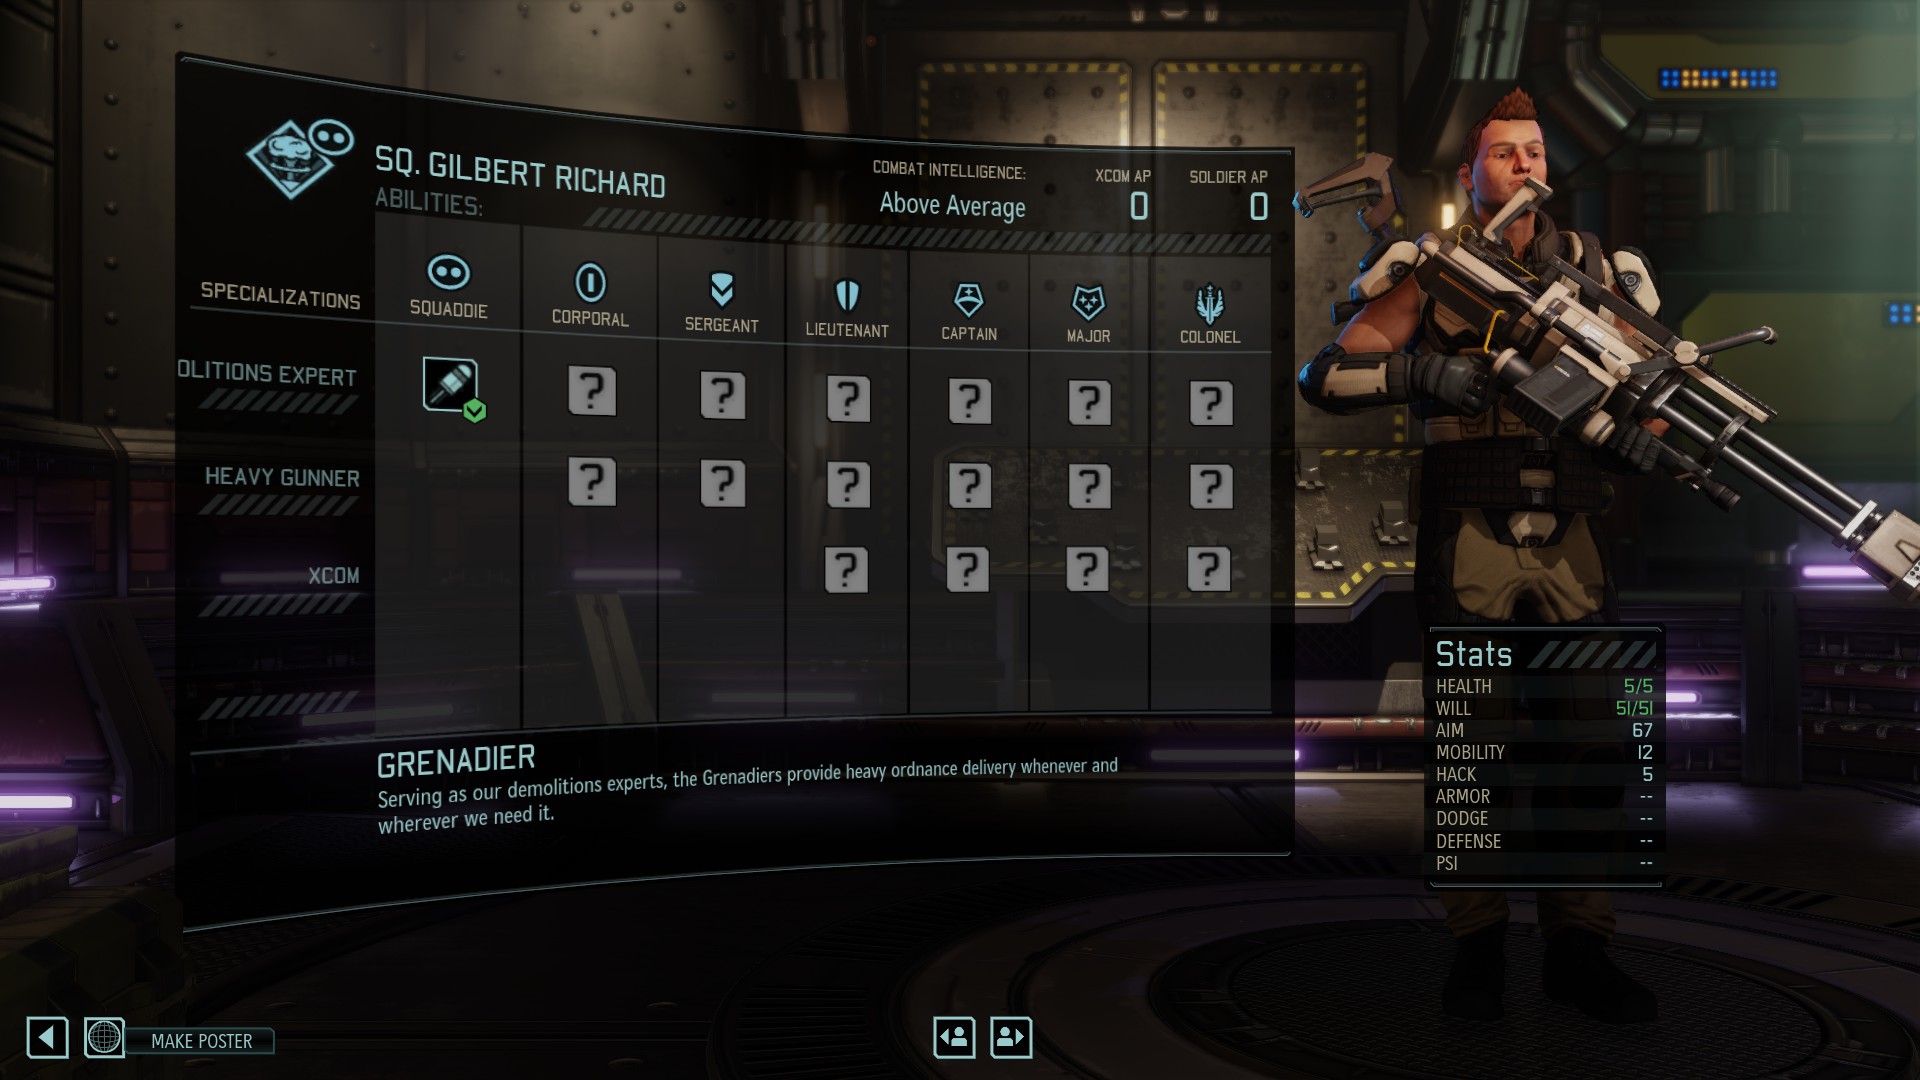 SQ. GILBERT RICHARD
ABILITIES:
COMBAT INTELLIGENCE:
Above Average
XCOM AP
0
SOLDIER AP
0
SPECIALIZATIONS
SQUADDIE
CORPORAL
SERGEANT
LIEUTENANT
CAPTAIN
MAJOR
COLONEL
OLITIONS EXPERT
? ? ? ? ? ?
HEAVY GUNNER
? ? ? ? ? ?
XCOM
? ? ? ?
GRENADIER
Serving as our demolitions experts, the Grenadiers provide heavy ordnance delivery whenever and
wherever we need it.
Stats
HEALTH 5/5
WILL 51/51
AIM 67
MOBILITY 12
HACK 5
ARMOR --
DODGE --
DEFENSE --
PSI --
MAKE POSTER